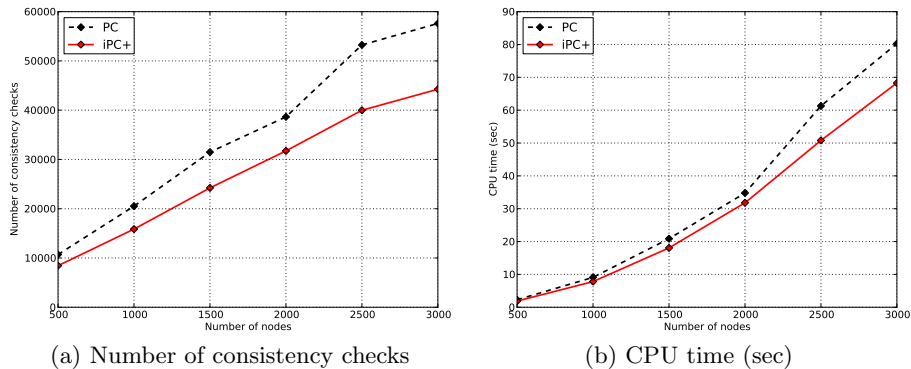 PC
iPC+
60000
50000
40000
30000
20000
10000
0
Number of consistency checks
500 1000 1500 2000 2500 3000
Number of nodes
(a) Number of consistency checks
PC
iPC+
90
80
70
60
50
40
30
20
10
0
CPU time (sec)
500 1000 1500 2000 2500 3000
Number of nodes
(b) CPU time (sec)